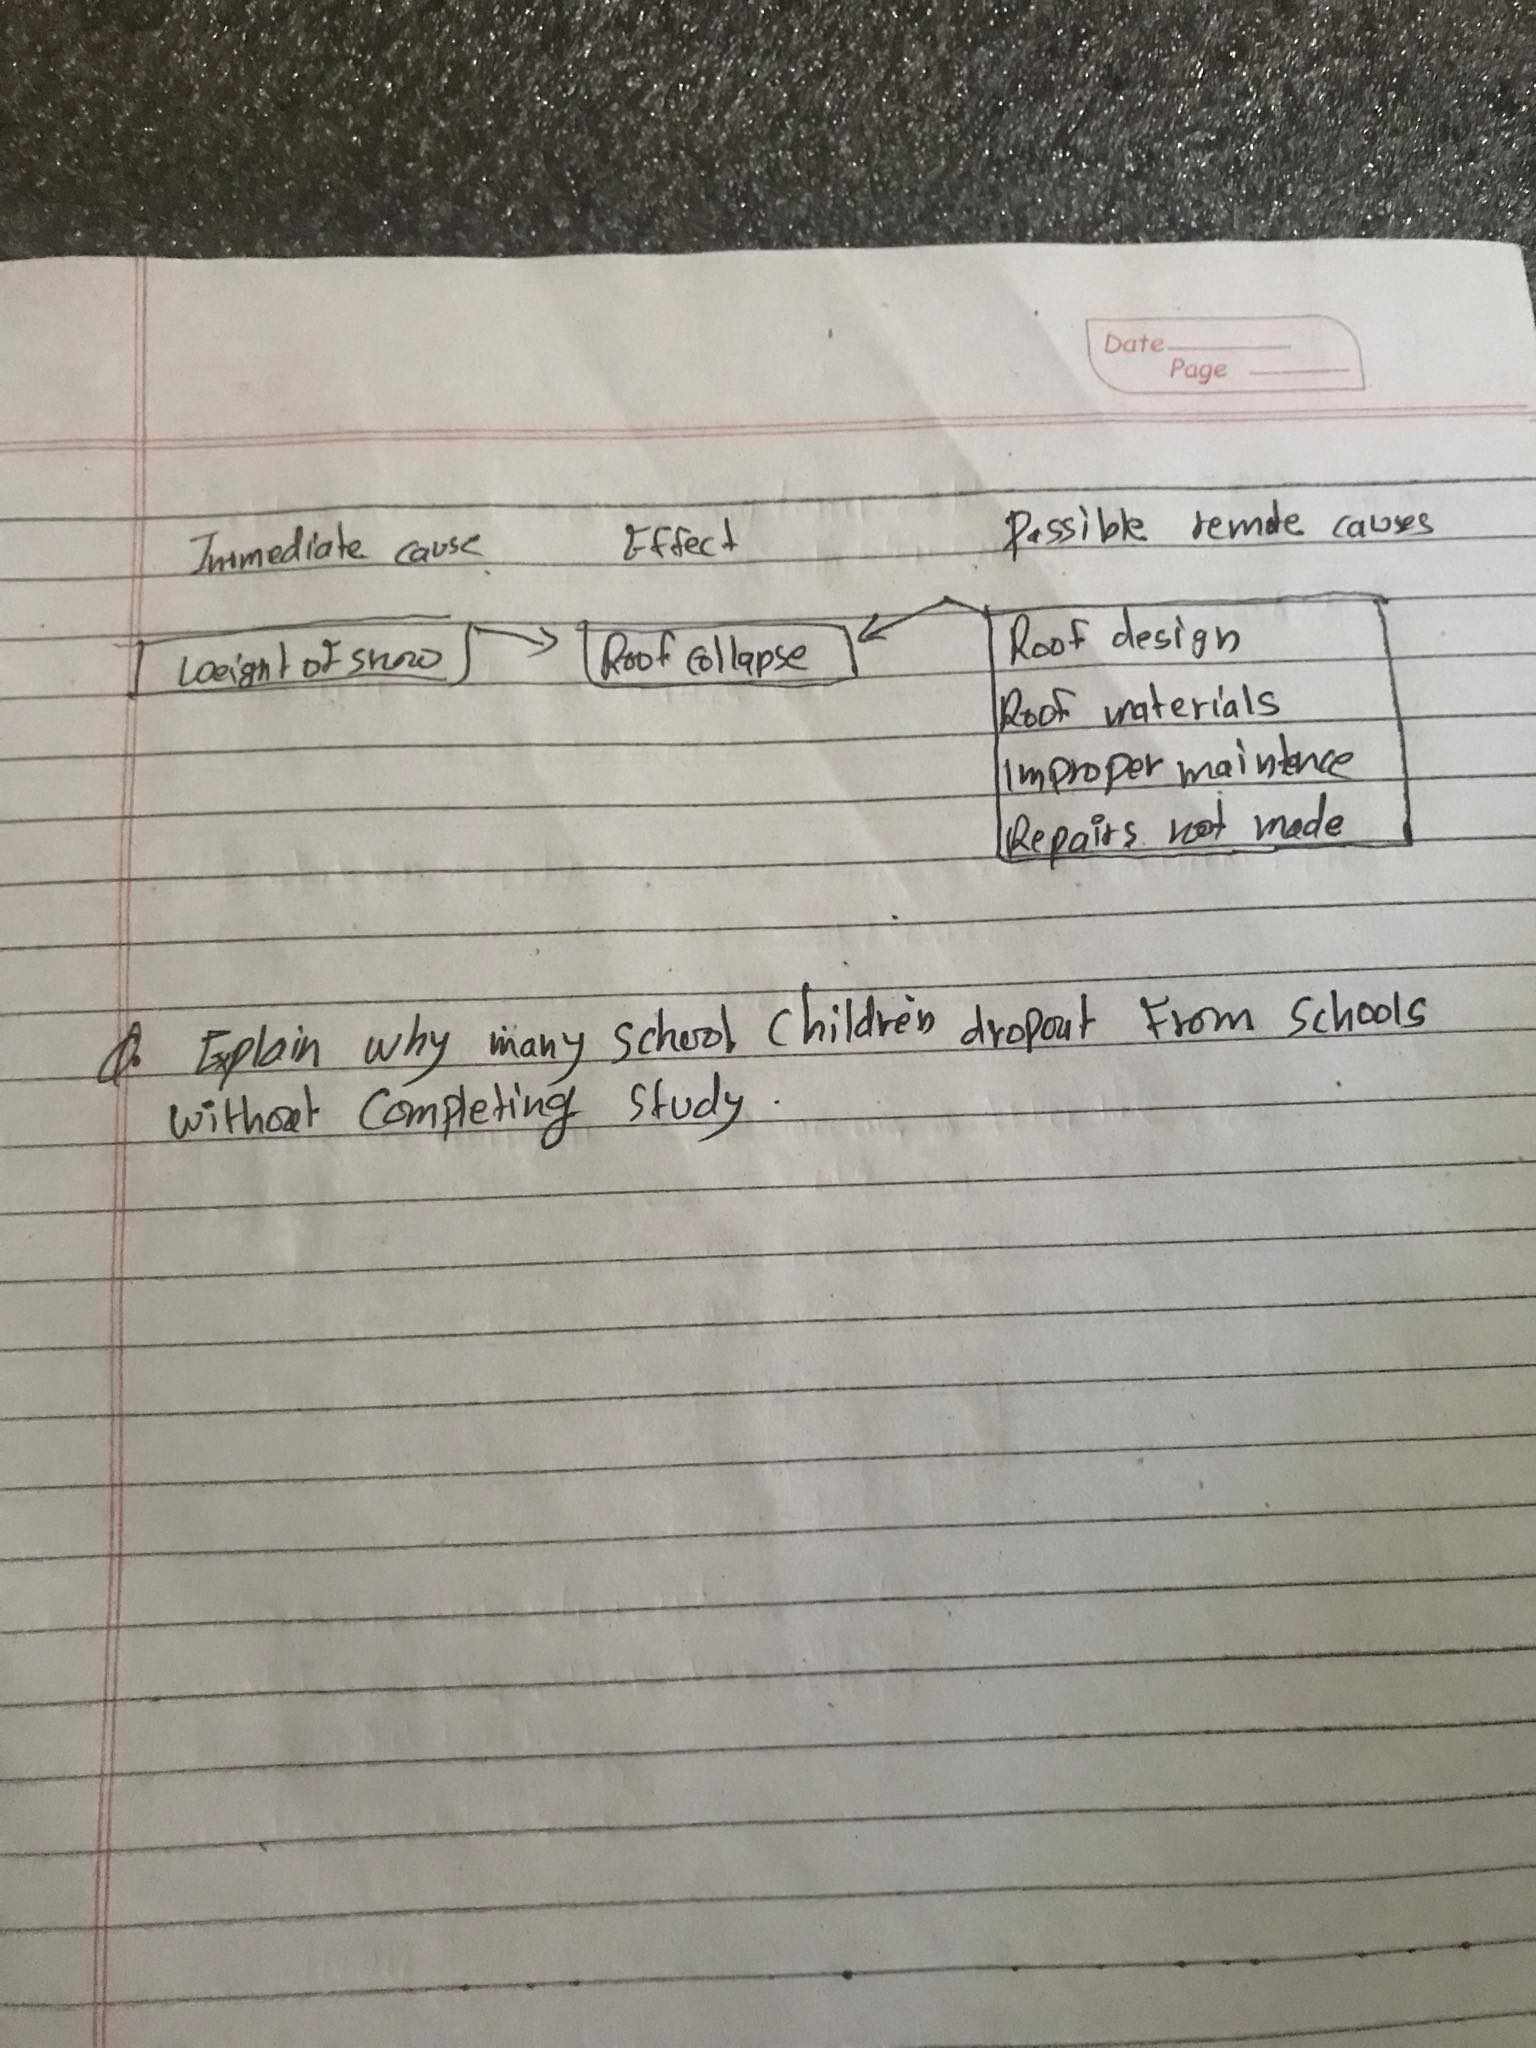 Date
Page
Immediate cause Effect Possible remote causes
Weight of snow Roof collapse Roof design
Roof materials
Improper maintence
Repairs not made
Q. Explain why many school children dropout from schools
without completing study.